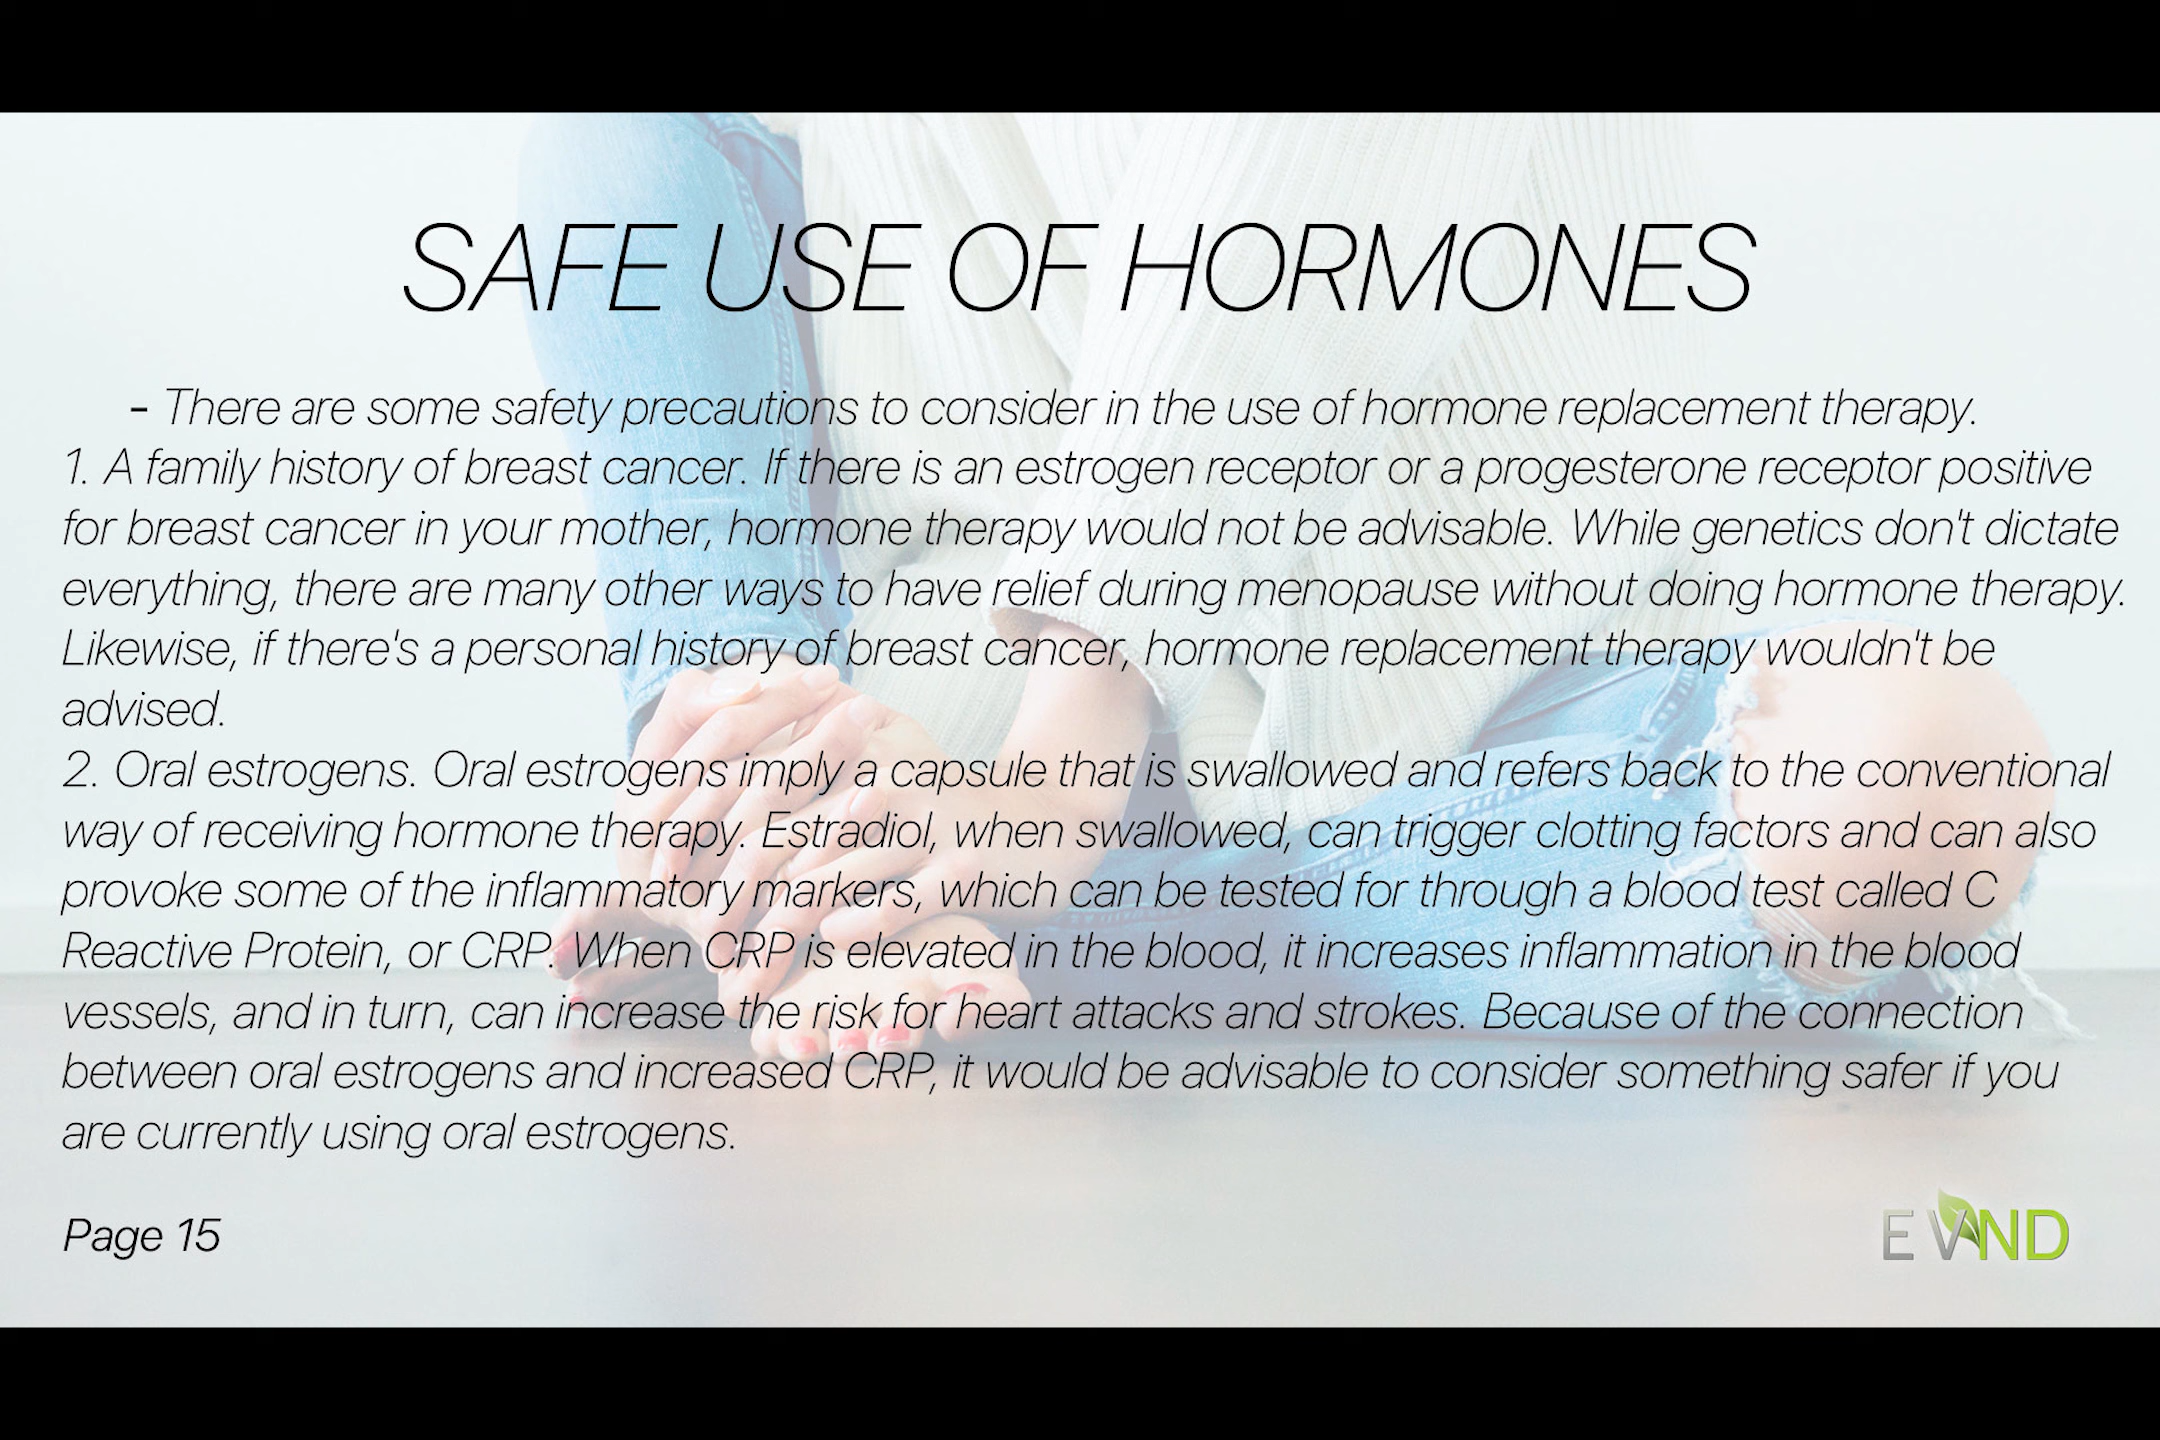 SAFE USE OF HORMONES
- There are some safety precautions to consider in the use of hormone replacement therapy.
1. A family history of breast cancer. If there is an estrogen receptor or a progesterone receptor positive
for breast cancer in your mother, hormone therapy would not be advisable. While genetics don't dictate
everything, there are many other ways to have relief during menopause without doing hormone therapy.
Likewise, if there's a personal history of breast cancer, hormone replacement therapy wouldn't be
advised.
2. Oral estrogens. Oral estrogens imply a capsule that is swallowed and refers back to the conventional
way of receiving hormone therapy. Estradiol, when swallowed, can trigger clotting factors and can also
provoke some of the inflammatory markers, which can be tested for through a blood test called C
Reactive Protein, or CRP. When CRP is elevated in the blood, it increases inflammation in the blood
vessels, and in turn, can increase the risk for heart attacks and strokes. Because of the connection
between oral estrogens and increased CRP, it would be advisable to consider something safer if you
are currently using oral estrogens.
Page 15
EVND